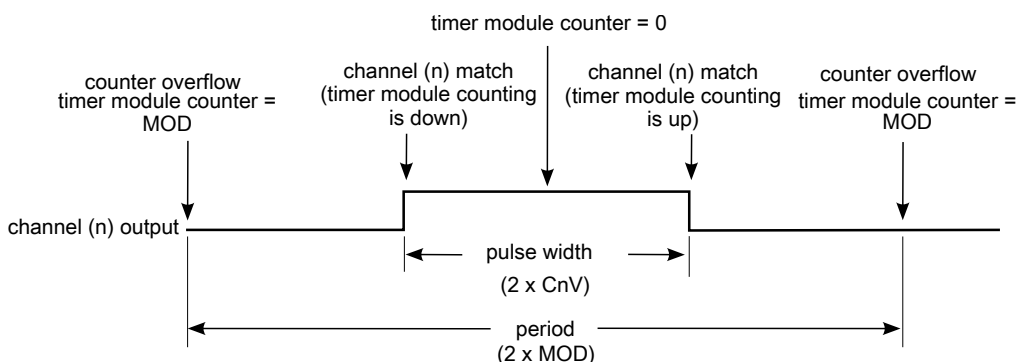 timer module counter = 0
counter overflow
timer module counter =
MOD
channel (n) match
(timer module counting
is down)
channel (n) match
(timer module counting
is up)
counter overflow
timer module counter =
MOD
channel (n) output
pulse width
(2 x CnV)
period
(2 x MOD)